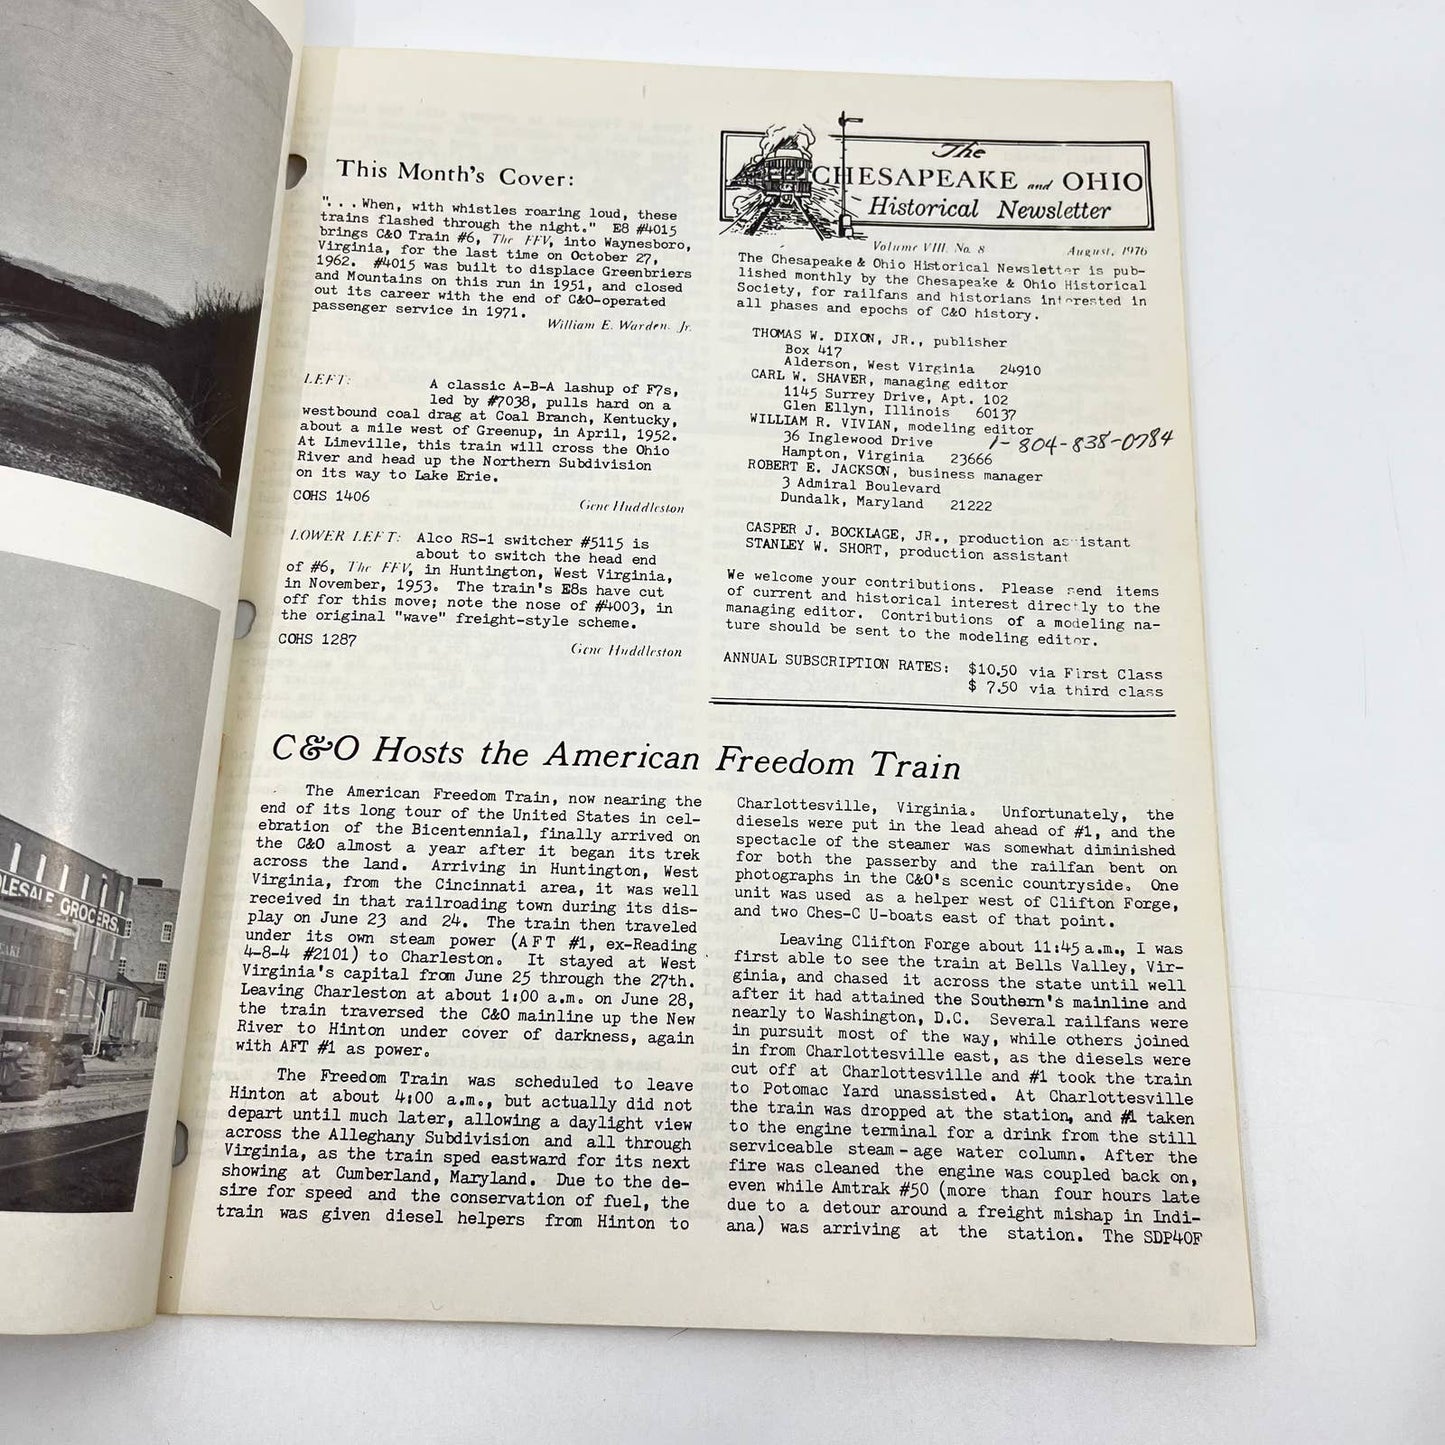 This Month's Cover:
". . . When, with whistles roaring loud, these
trains flashed through the night." E8 #4015
brings C&O Train #6, The FFV, into Waynesboro,
Virginia, for the last time on October 27,
1962. #4015 was built to displace Greenbriers
and Mountains on this run in 1951, and closed
out its career with the end of C&O-operated
passenger service in 1971.
William E. Warden, Jr.
LEFT: A classic A-B-A lashup of F7s,
led by #7038, pulls hard on a
westbound coal drag at Coal Branch, Kentucky,
about a mile west of Greenup, in April, 1952.
At Limeville, this train will cross the Ohio
River and head up the Northern Subdivision
on its way to Lake Erie.
COHS 1406
Gene Huddleston
LOWER LEFT: Alco RS-1 switcher #5115 is
about to switch the head end
of #6, The FFV, in Huntington, West Virginia,
in November, 1953. The train's E8s have cut
off for this move; note the nose of #4003, in
the original "wave" freight-style scheme.
COHS 1287
Gene Huddleston
The
CHESAPEAKE and OHIO
Historical Newsletter
Volume VIII, No. 8 August, 1976
The Chesapeake & Ohio Historical Newsletter is pub-
lished monthly by the Chesapeake & Ohio Historical
Society, for railfans and historians interested in
all phases and epochs of C&O history.
THOMAS W. DIXON, JR., publisher
Box 417
Alderson, West Virginia 24910
CARL W. SHAVER, managing editor
1145 Surrey Drive, Apt. 102
Glen Ellyn, Illinois 60137
WILLIAM R. VIVIAN, modeling editor
36 Inglewood Drive 1-804-838-0784
Hampton, Virginia 23666
ROBERT E. JACKSON, business manager
3 Admiral Boulevard
Dundalk, Maryland 21222
CASPER J. BOCKLAGE, JR., production assistant
STANLEY W. SHORT, production assistant
We welcome your contributions. Please send items
of current and historical interest directly to the
managing editor. Contributions of a modeling na-
ture should be sent to the modeling editor.
ANNUAL SUBSCRIPTION RATES: $10.50 via First Class
$ 7.50 via third class
C&O Hosts the American Freedom Train
The American Freedom Train, now nearing the
end of its long tour of the United States in cel-
ebration of the Bicentennial, finally arrived on
the C&O almost a year after it began its trek
across the land. Arriving in Huntington, West
Virginia, from the Cincinnati area, it was well
received in that railroading town during its dis-
play on June 23 and 24. The train then traveled
under its own steam power (AFT #1, ex-Reading
4-8-4 #2101) to Charleston. It stayed at West
Virginia's capital from June 25 through the 27th.
Leaving Charleston at about 1:00 a.m. on June 28,
the train traversed the C&O mainline up the New
River to Hinton under cover of darkness, again
with AFT #1 as power.
The Freedom Train was scheduled to leave
Hinton at about 4:00 a.m., but actually did not
depart until much later, allowing a daylight view
across the Alleghany Subdivision and all through
Virginia, as the train sped eastward for its next
showing at Cumberland, Maryland. Due to the de-
sire for speed and the conservation of fuel, the
train was given diesel helpers from Hinton to
Charlottesville, Virginia. Unfortunately, the
diesels were put in the lead ahead of #1, and the
spectacle of the steamer was somewhat diminished
for both the passerby and the railfan bent on
photographs in the C&O's scenic countryside. One
unit was used as a helper west of Clifton Forge,
and two Ches-C U-boats east of that point.
Leaving Clifton Forge about 11:45 a.m., I was
first able to see the train at Bells Valley, Vir-
ginia, and chased it across the state until well
after it had attained the Southern's mainline and
nearly to Washington, D.C. Several railfans were
in pursuit most of the way, while others joined
in from Charlottesville east, as the diesels were
cut off at Charlottesville and #1 took the train
to Potomac Yard unassisted. At Charlottesville
the train was dropped at the station, and #1 taken
to the engine terminal for a drink from the still
serviceable steam-age water column. After the
fire was cleaned the engine was coupled back on,
even while Amtrak #50 (more than four hours late
due to a detour around a freight mishap in Indi-
ana) was arriving at the station. The SDP40F
OLESALE GROCERS